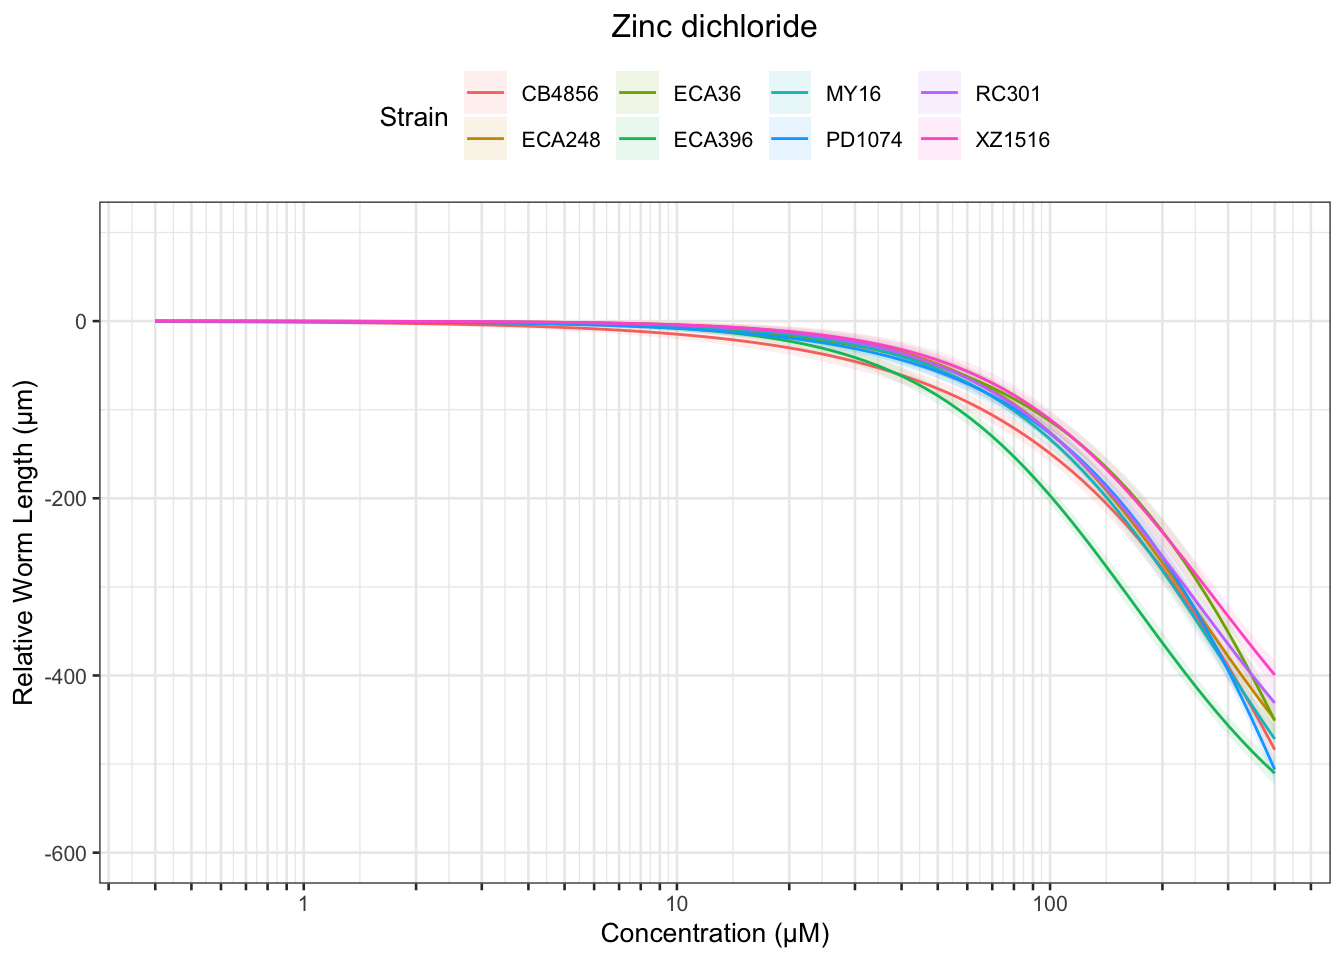 Zinc dichloride
Strain
CB4856 ECA36 MY16 RC301
ECA248 ECA396 PD1074 XZ1516
Relative Worm Length (µm)
0
-200
-400
-600
1 10 100
Concentration (µM)